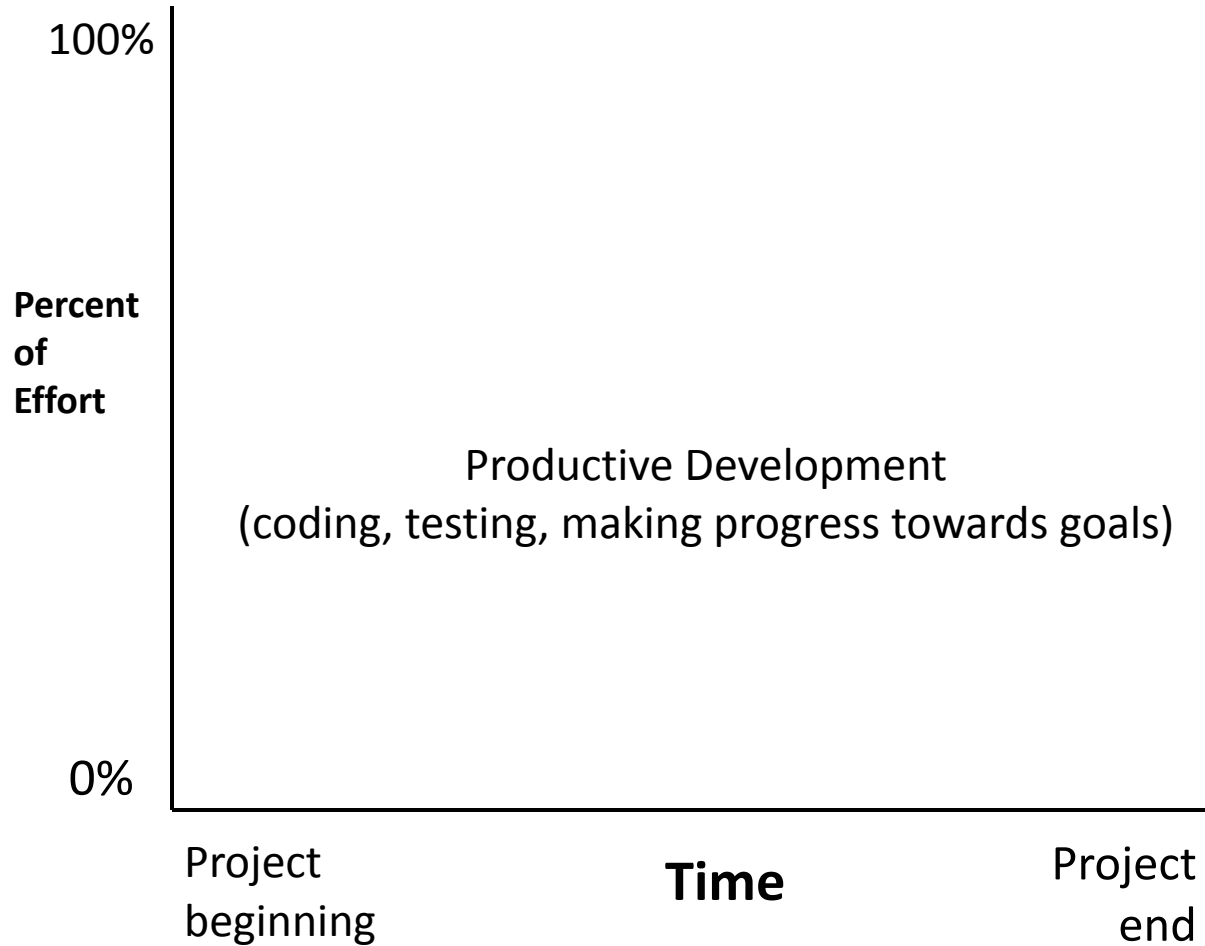 100%
Percent
of
Effort
Productive Development
(coding, testing, making progress towards goals)
0%
Project
beginning
Time
Project
end